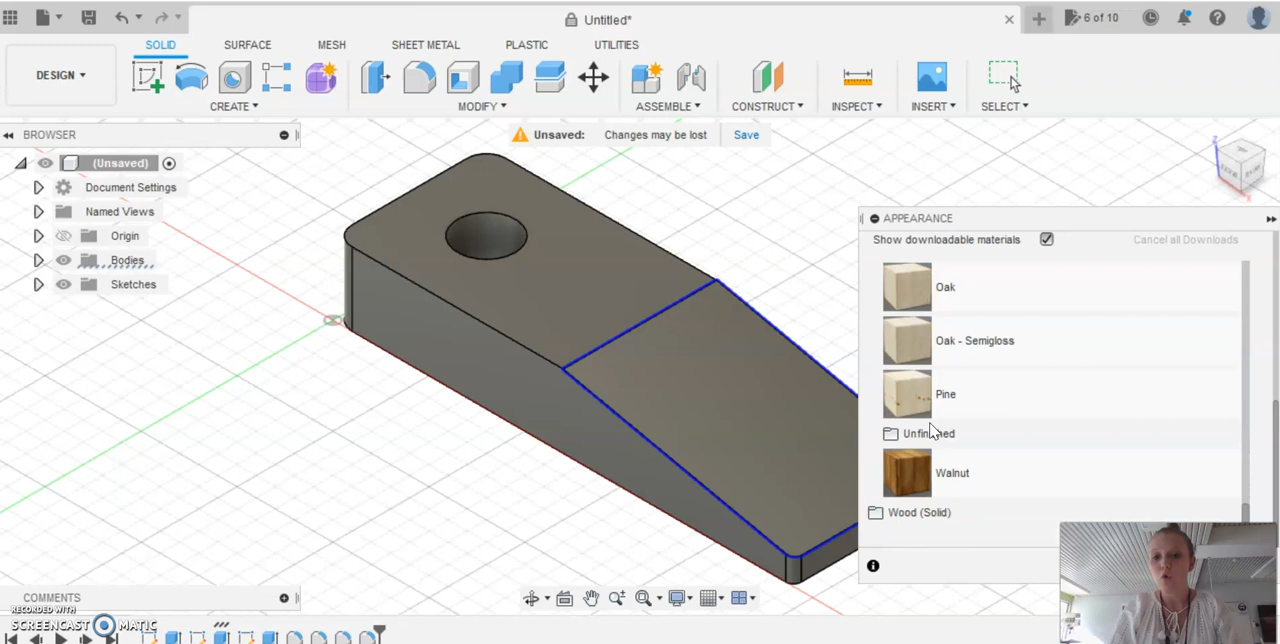 Untitled*
6 of 10
DESIGN
SOLID SURFACE MESH SHEET METAL PLASTIC UTILITIES
CREATE MODIFY ASSEMBLE CONSTRUCT INSPECT INSERT SELECT
BROWSER
Unsaved: Changes may be lost Save
(Unsaved)
Document Settings
Named Views
Origin
Bodies
Sketches
APPEARANCE
Show downloadable materials Cancel all Downloads
Oak
Oak - Semigloss
Pine
Walnut
Wood (Solid)
COMMENTS
RECORDED WITH
SCREENCAST MATIC